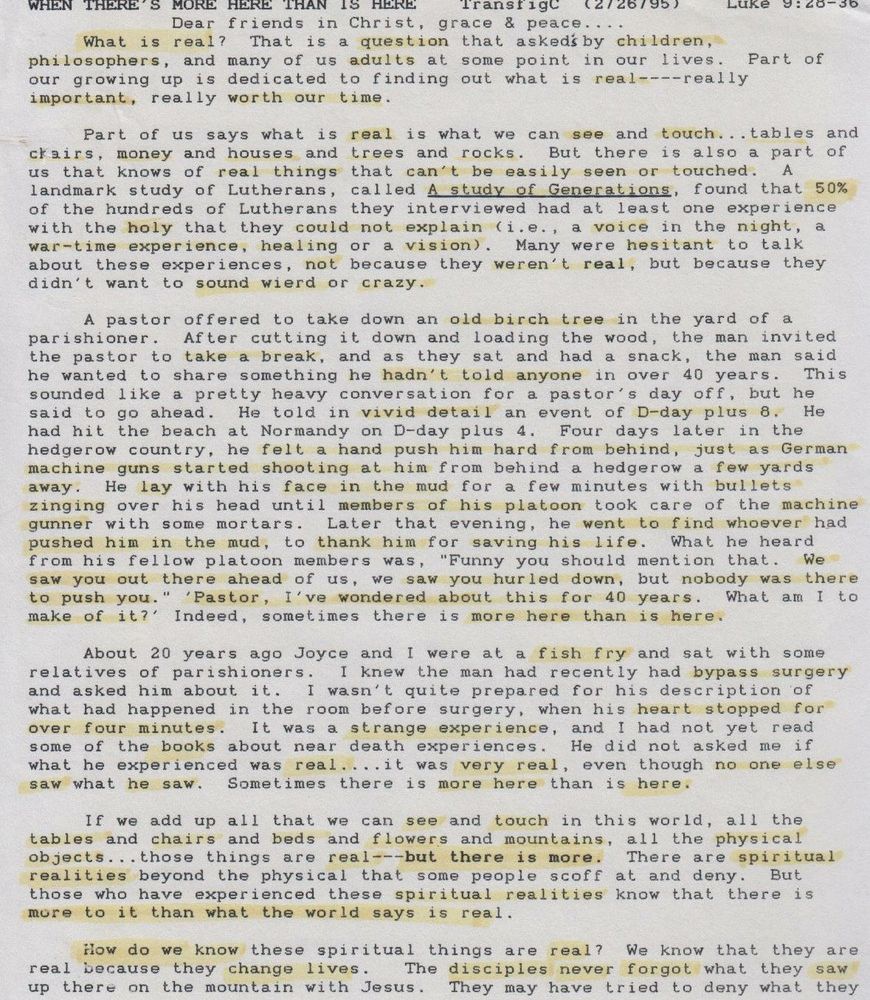 WHEN THERE'S MORE HERE THAN IS HERE TransfigC (2/26/95) Luke 9:28-36
Dear friends in Christ, grace & peace....
What is real? That is a question that asked by children,
philosophers, and many of us adults at some point in our lives. Part of
our growing up is dedicated to finding out what is real----really
important, really worth our time.
Part of us says what is real is what we can see and touch...tables and
chairs, money and houses and trees and rocks. But there is also a part of
us that knows of real things that can't be easily seen or touched. A
landmark study of Lutherans, called A study of Generations, found that 50%
of the hundreds of Lutherans they interviewed had at least one experience
with the holy that they could not explain (i.e., a voice in the night, a
war-time experience, healing or a vision). Many were hesitant to talk
about these experiences, not because they weren't real, but because they
didn't want to sound wierd or crazy.
A pastor offered to take down an old birch tree in the yard of a
parishioner. After cutting it down and loading the wood, the man invited
the pastor to take a break, and as they sat and had a snack, the man said
he wanted to share something he hadn't told anyone in over 40 years. This
sounded like a pretty heavy conversation for a pastor's day off, but he
said to go ahead. He told in vivid detail an event of D-day plus 8. He
had hit the beach at Normandy on D-day plus 4. Four days later in the
hedgerow country, he felt a hand push him hard from behind, just as German
machine guns started shooting at him from behind a hedgerow a few yards
away. He lay with his face in the mud for a few minutes with bullets
zinging over his head until members of his platoon took care of the machine
gunner with some mortars. Later that evening, he went to find whoever had
pushed him in the mud, to thank him for saving his life. What he heard
from his fellow platoon members was, "Funny you should mention that. We
saw you out there ahead of us, we saw you hurled down, but nobody was there
to push you." 'Pastor, I've wondered about this for 40 years. What am I to
make of it?' Indeed, sometimes there is more here than is here.
About 20 years ago Joyce and I were at a fish fry and sat with some
relatives of parishioners. I knew the man had recently had bypass surgery
and asked him about it. I wasn't quite prepared for his description of
what had happened in the room before surgery, when his heart stopped for
over four minutes. It was a strange experience, and I had not yet read
some of the books about near death experiences. He did not asked me if
what he experienced was real....it was very real, even though no one else
saw what he saw. Sometimes there is more here than is here.
If we add up all that we can see and touch in this world, all the
tables and chairs and beds and flowers and mountains, all the physical
objects...those things are real---but there is more. There are spiritual
realities beyond the physical that some people scoff at and deny. But
those who have experienced these spiritual realities know that there is
more to it than what the world says is real.
How do we know these spiritual things are real? We know that they are
real because they change lives. The disciples never forgot what they saw
up there on the mountain with Jesus. They may have tried to deny what they